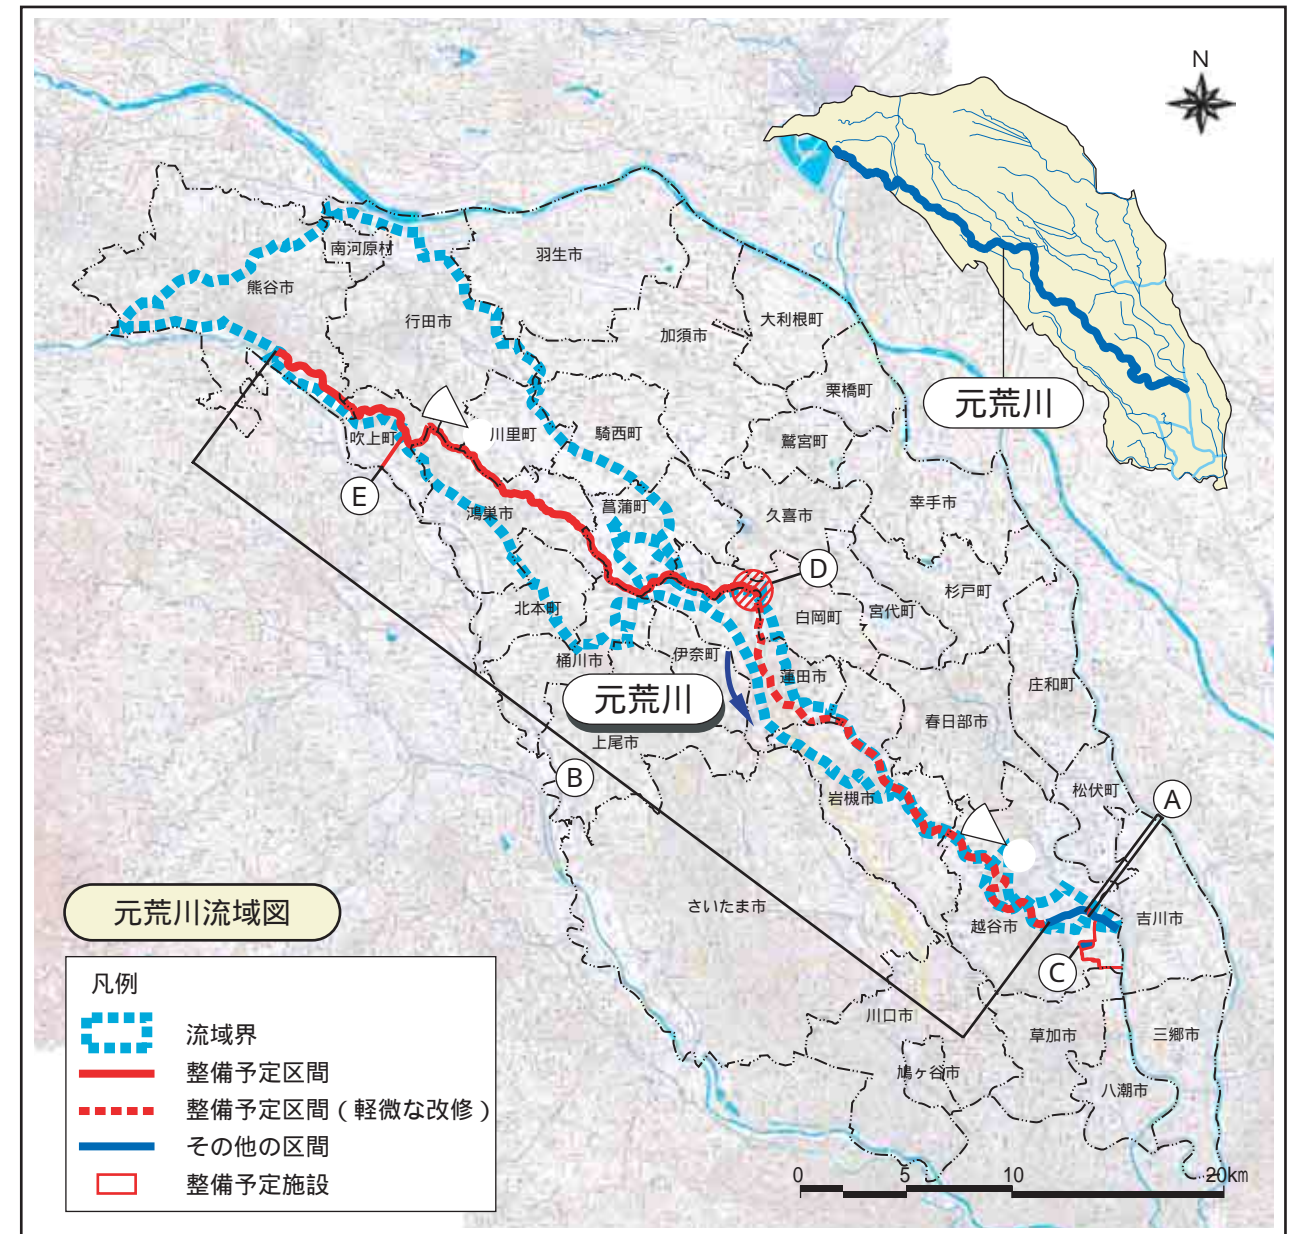 N
南河原村
羽生市
熊谷市
行田市
加須市
大利根町
栗橋町
元荒川
吹上町
川里町
騎西町
鷲宮町
E
鴻巣市
菖蒲町
久喜市
幸手市
D
北本町
白岡町
宮代町
杉戸町
桶川市
伊奈町
蓮田市
庄和町
元荒川
上尾市
春日部市
B
岩槻市
松伏町
A
さいたま市
越谷市
吉川市
C
川口市
草加市
三郷市
鳩ヶ谷市
八潮市
元荒川流域図
凡例
流域界
整備予定区間
整備予定区間(軽微な改修)
その他の区間
整備予定施設
0 5 10 20km